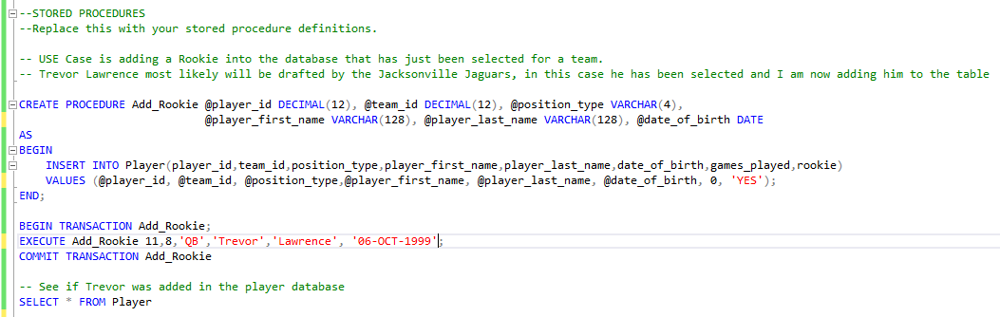 --STORED PROCEDURES
--Replace this with your stored procedure definitions.
-- USE Case is adding a Rookie into the database that has just been selected for a team.
-- Trevor Lawrence most likely will be drafted by the Jacksonville Jaguars, in this case he has been selected and I am now adding him to the table
CREATE PROCEDURE Add_Rookie @player_id DECIMAL(12), @team_id DECIMAL(12), @position_type VARCHAR(4),
@player_first_name VARCHAR(128), @player_last_name VARCHAR(128), @date_of_birth DATE
AS
BEGIN
INSERT INTO Player(player_id,team_id,position_type,player_first_name,player_last_name,date_of_birth,games_played,rookie)
VALUES (@player_id, @team_id, @position_type,@player_first_name, @player_last_name, @date_of_birth, 0, 'YES');
END;
BEGIN TRANSACTION Add_Rookie;
EXECUTE Add_Rookie 11,8,'QB','Trevor','Lawrence', '06-OCT-1999';
COMMIT TRANSACTION Add_Rookie
-- See if Trevor was added in the player database
SELECT * FROM Player